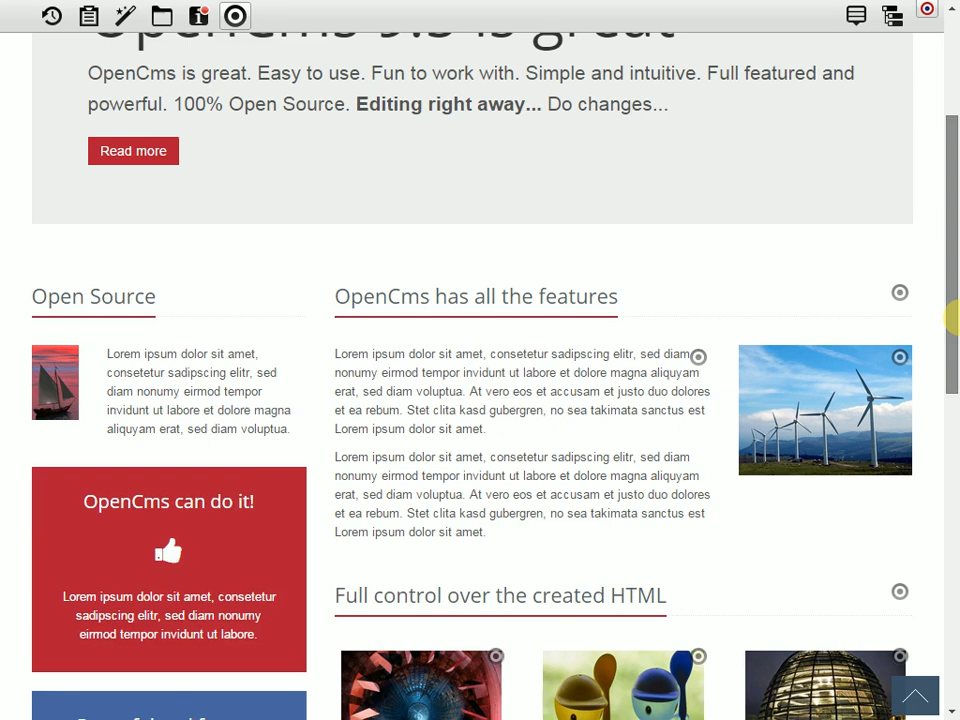 OpenCms 9.5 is great
OpenCms is great. Easy to use. Fun to work with. Simple and intuitive. Full featured and
powerful. 100% Open Source. Editing right away... Do changes...
Read more
Open Source
Lorem ipsum dolor sit amet,
consetetur sadipscing elitr, sed
diam nonumy eirmod tempor
invidunt ut labore et dolore magna
aliquyam erat, sed diam voluptua.
OpenCms can do it!
Lorem ipsum dolor sit amet, consetetur
sadipscing elitr, sed diam nonumy
eirmod tempor invidunt ut labore.
OpenCms has all the features
Lorem ipsum dolor sit amet, consetetur sadipscing elitr, sed diam
nonumy eirmod tempor invidunt ut labore et dolore magna aliquyam
erat, sed diam voluptua. At vero eos et accusam et justo duo dolores
et ea rebum. Stet clita kasd gubergren, no sea takimata sanctus est
Lorem ipsum dolor sit amet.
Lorem ipsum dolor sit amet, consetetur sadipscing elitr, sed diam
nonumy eirmod tempor invidunt ut labore et dolore magna aliquyam
erat, sed diam voluptua. At vero eos et accusam et justo duo dolores
et ea rebum. Stet clita kasd gubergren, no sea takimata sanctus est
Lorem ipsum dolor sit amet.
Full control over the created HTML